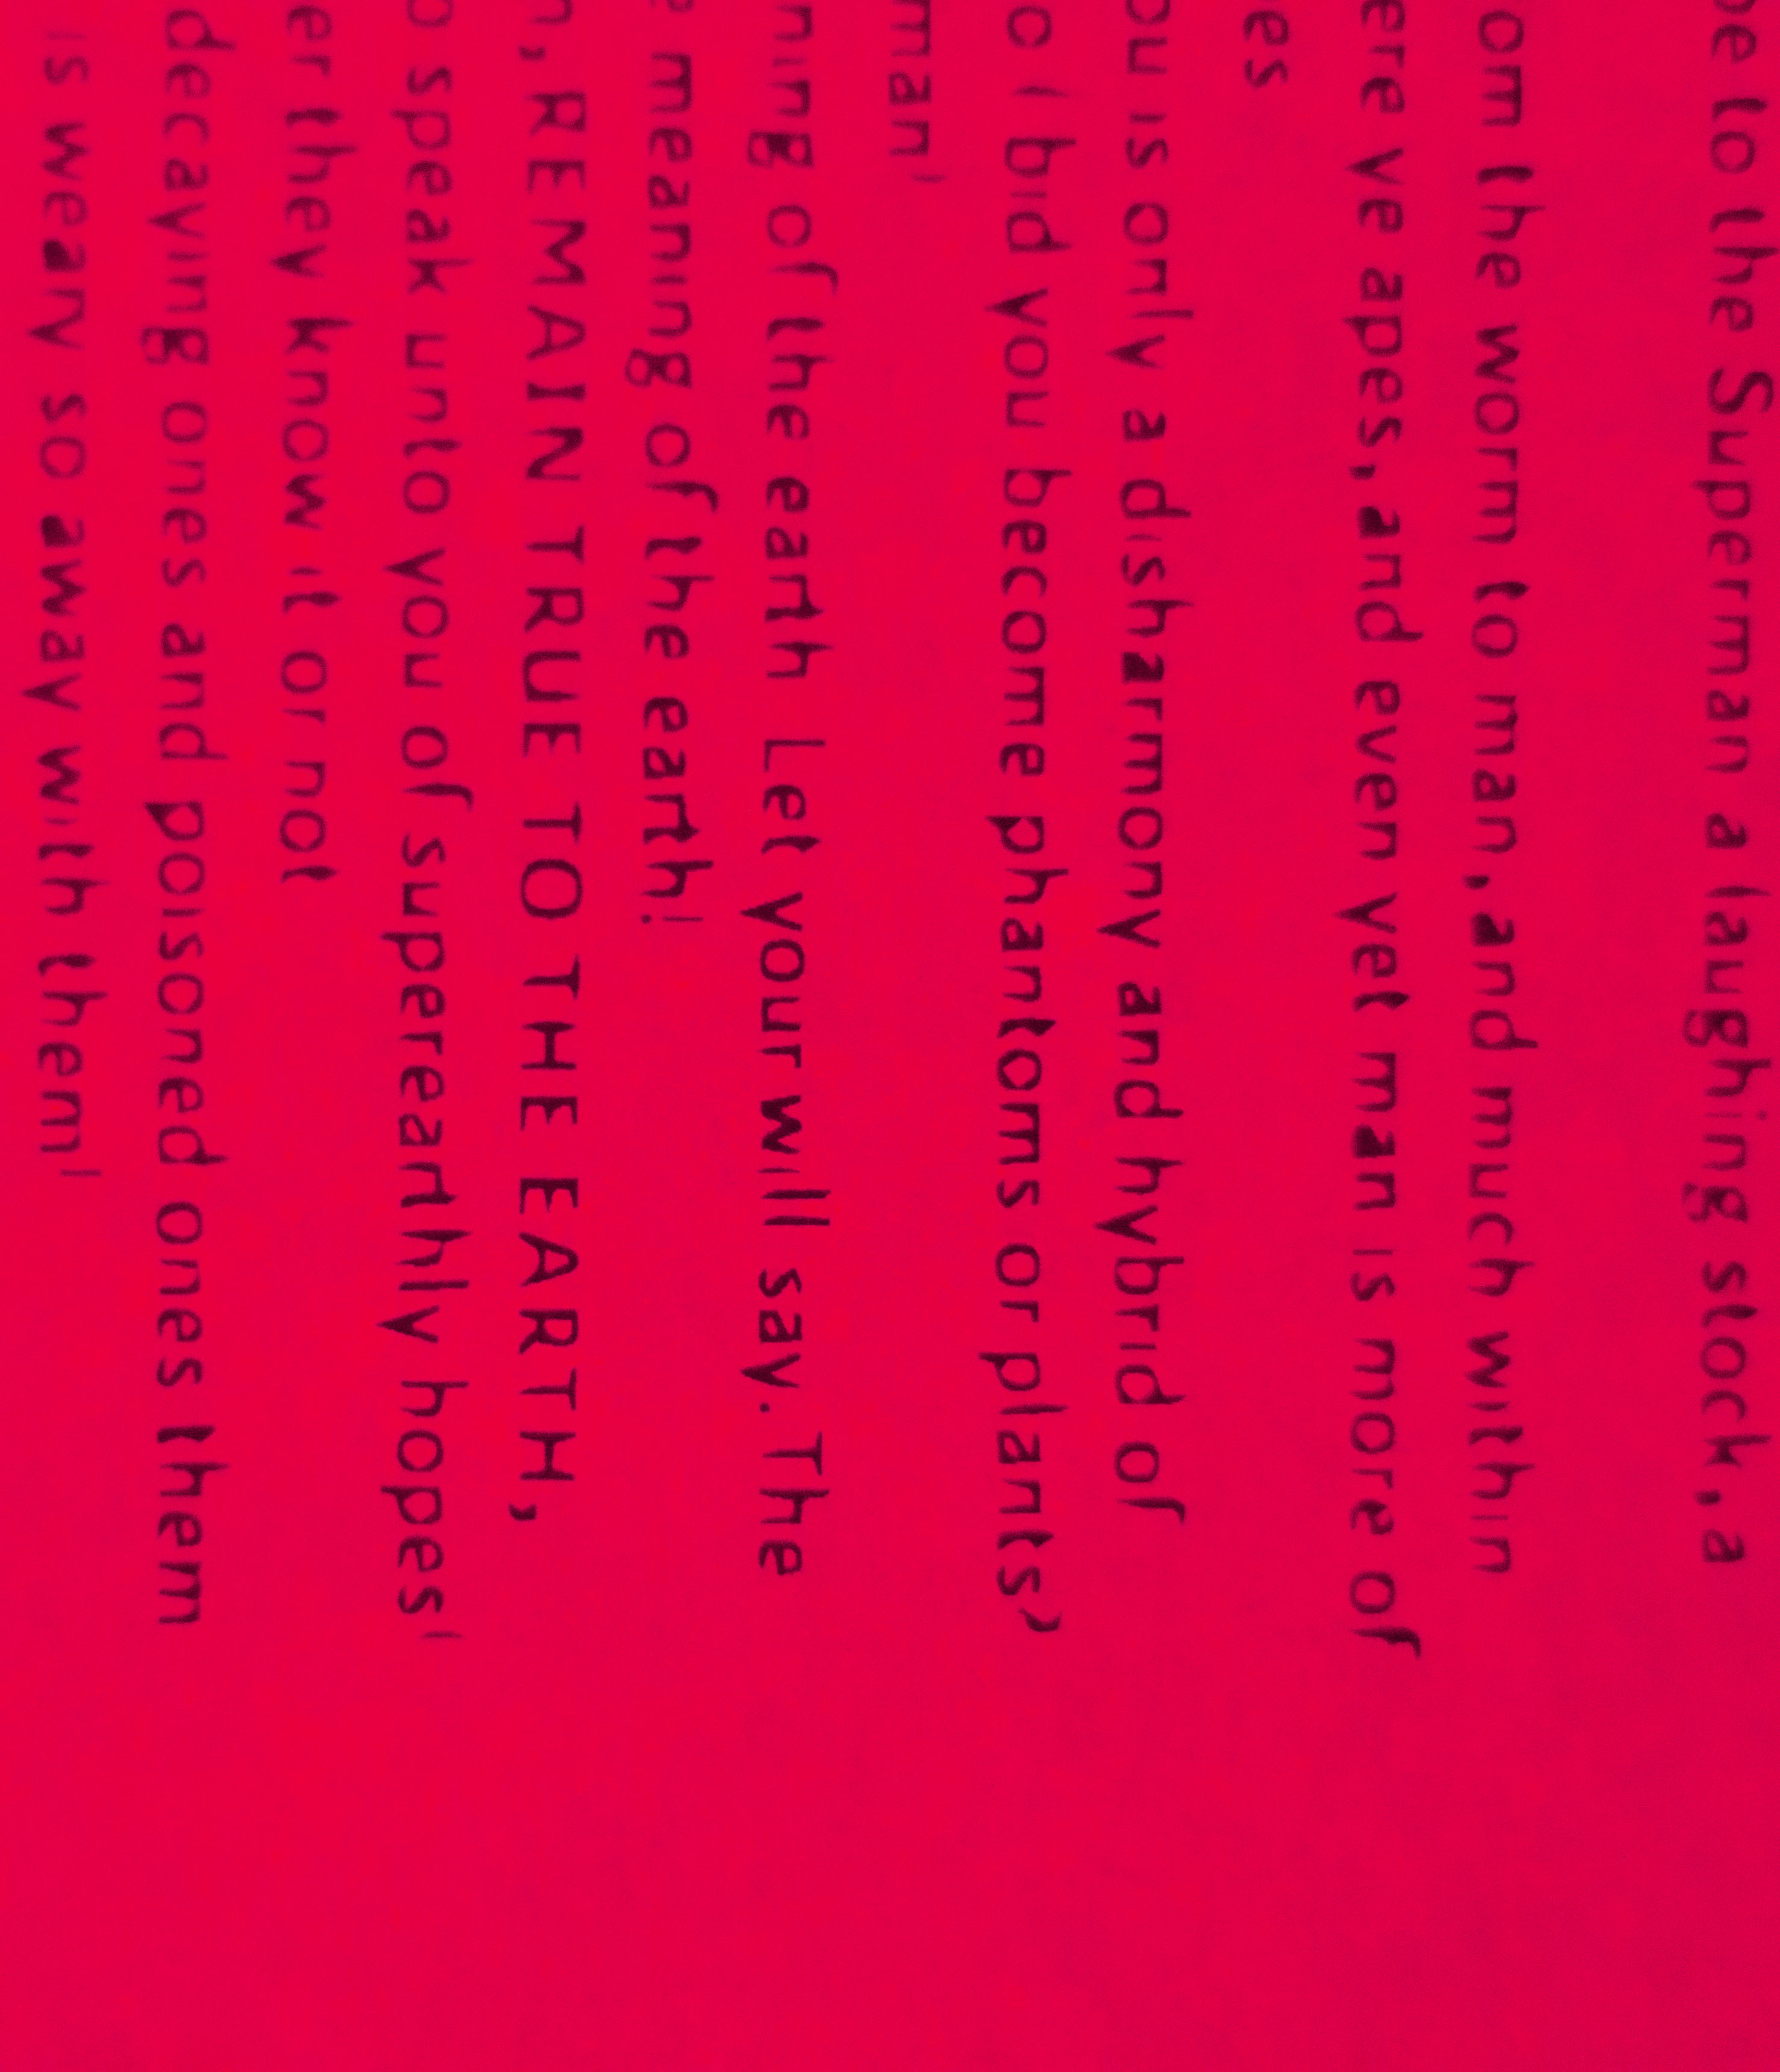 be to the Superman a laughing stock, a
om the worm to man, and much within
ere ye apes, and even yet man is more of
es
ou is only a disharmony and hybrid of
o I bid you become phantoms or plants’
man'
ning of the earth Let your will say. The
e meaning of the earth!
n, REMAIN TRUE TO THE EARTH,
o speak unto you of superearthly hopes'
er they know it or not
decaying ones and poisoned ones them
is weary so away with them'